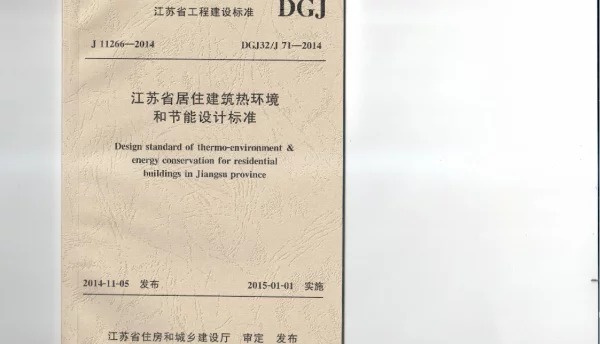 江苏省工程建设标准 DGJ
J 11266—2014 DGJ32/J 71—2014
江苏省居住建筑热环境
和节能设计标准
Design standard of thermo-environment &
energy conservation for residential
buildings in Jiangsu province
2014-11-05 发布 2015-01-01 实施
江苏省住房和城乡建设厅 审定 发布